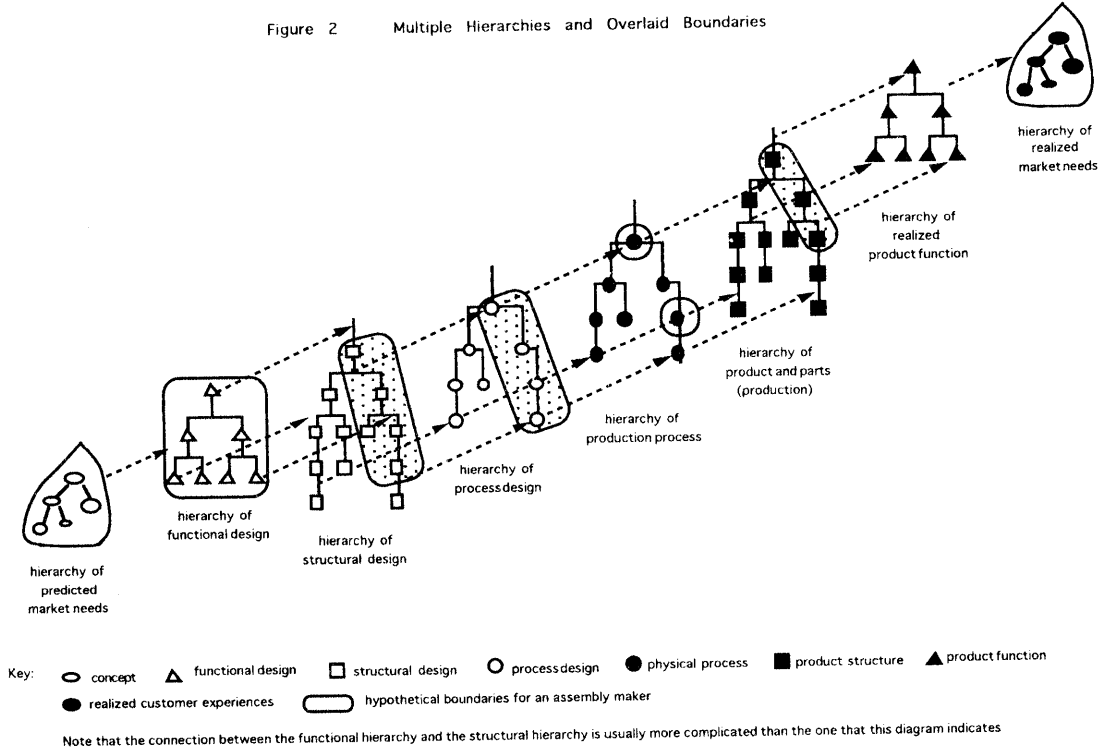 Figure 2 Multiple Hierarchies and Overlaid Boundaries
hierarchy of
realized
market needs
hierarchy of
realized
product function
hierarchy of
product and parts
(production)
hierarchy of
production process
hierarchy of
process design
hierarchy of
functional design
hierarchy of
structural design
hierarchy of
predicted
market needs
Key: concept functional design structural design process design physical process product structure product function
realized customer experiences hypothetical boundaries for an assembly maker
Note that the connection between the functional hierarchy and the structural hierarchy is usually more complicated than the one that this diagram indicates